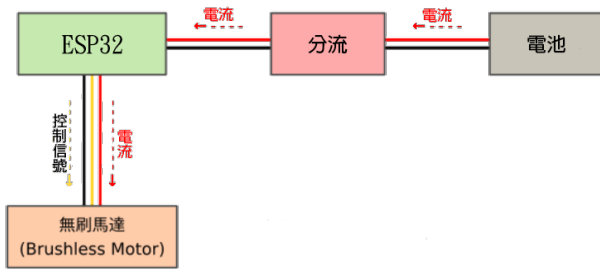 電流
電流
ESP32
分流
電池
控制信號
電流
無刷馬達
(Brushless Motor)